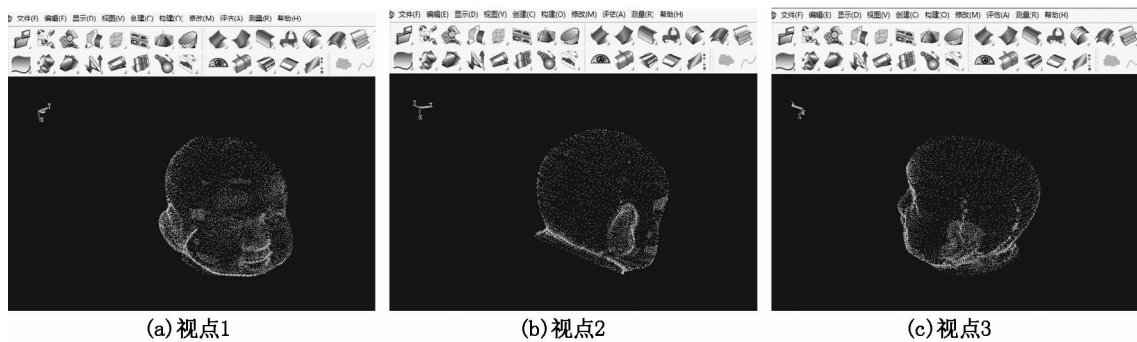 文件(F) 编辑(E) 显示(D) 视图(V) 创建(C) 构建(O) 修改(M) 评估(A) 测量(R) 帮助(H)
文件(F) 编辑(E) 显示(D) 视图(V) 创建(C) 构建(O) 修改(M) 评估(A) 测量(R) 帮助(H)
文件(F) 编辑(E) 显示(D) 视图(V) 创建(C) 构建(O) 修改(M) 评估(A) 测量(R) 帮助(H)
(a)视点1
(b)视点2
(c)视点3